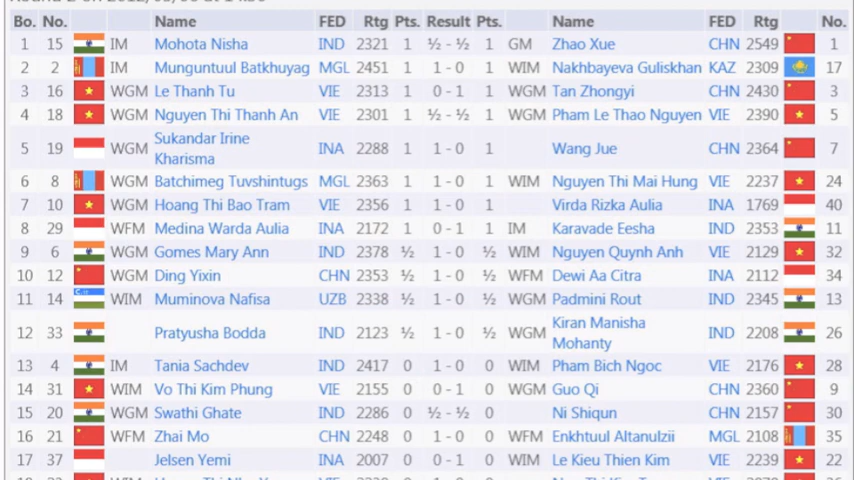 Bo. No. Name FED Rtg Pts. Result Pts. Name FED Rtg No.
1 15 IM Mohota Nisha IND 2321 1 ½ - ½ 1 GM Zhao Xue CHN 2549 1
2 2 IM Munguntuul Batkhuyag MGL 2451 1 1 - 0 1 WIM Nakhbayeva Guliskhan KAZ 2309 17
3 16 WGM Le Thanh Tu VIE 2313 1 0 - 1 1 WGM Tan Zhongyi CHN 2430 3
4 18 WGM Nguyen Thi Thanh An VIE 2301 1 ½ - ½ 1 WGM Pham Le Thao Nguyen VIE 2390 5
5 19 WGM Sukandar Irine Kharisma INA 2288 1 1 - 0 1 Wang Jue CHN 2364 7
6 8 WGM Batchimeg Tuvshintugs MGL 2363 1 1 - 0 1 WIM Nguyen Thi Mai Hung VIE 2237 24
7 10 WGM Hoang Thi Bao Tram VIE 2356 1 1 - 0 1 Virda Rizka Aulia INA 1769 40
8 29 WFM Medina Warda Aulia INA 2172 1 0 - 1 1 IM Karavade Eesha IND 2353 11
9 6 WGM Gomes Mary Ann IND 2378 ½ 1 - 0 ½ WIM Nguyen Quynh Anh VIE 2129 32
10 12 WGM Ding Yixin CHN 2353 ½ 1 - 0 ½ WFM Dewi Aa Citra INA 2112 34
11 14 WIM Muminova Nafisa UZB 2338 ½ 1 - 0 ½ WGM Padmini Rout IND 2345 13
12 33 Pratyusha Bodda IND 2123 ½ 1 - 0 ½ WGM Kiran Manisha Mohanty IND 2208 26
13 4 IM Tania Sachdev IND 2417 0 1 - 0 0 WIM Pham Bich Ngoc VIE 2176 28
14 31 WIM Vo Thi Kim Phung VIE 2155 0 0 - 1 0 WGM Guo Qi CHN 2360 9
15 20 WGM Swathi Ghate IND 2286 0 ½ - ½ 0 Ni Shiqun CHN 2157 30
16 21 WFM Zhai Mo CHN 2248 0 1 - 0 0 WFM Enkhtuul Altanulzii MGL 2108 35
17 37 Jelsen Yemi INA 2007 0 0 - 1 0 WIM Le Kieu Thien Kim VIE 2239 22